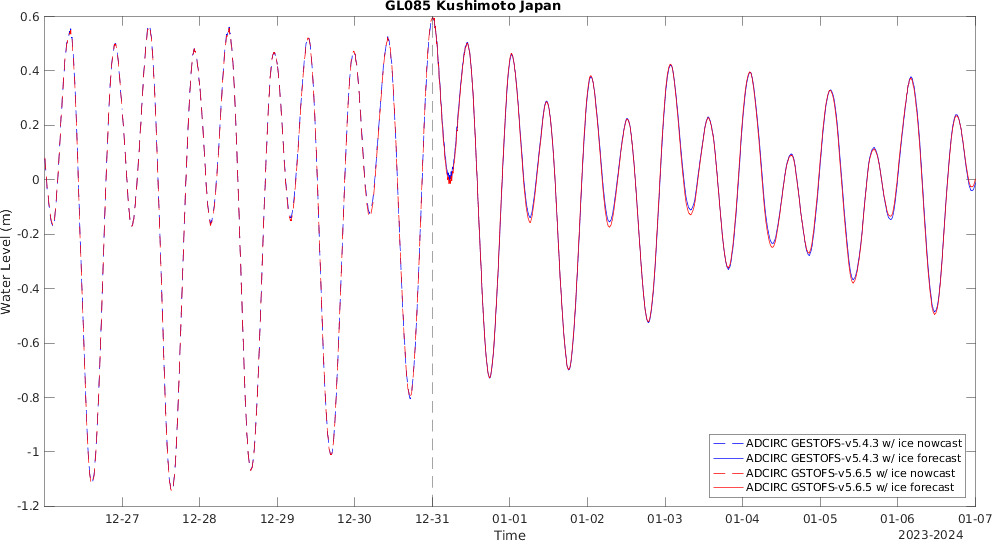 GL085 Kushimoto Japan
0.6
0.4
0.2
0
-0.2
-0.4
-0.6
-0.8
-1
-1.2
Water Level (m)
ADCIRC GESTOFS-v5.4.3 w/ ice nowcast
ADCIRC GESTOFS-v5.4.3 w/ ice forecast
ADCIRC GSTOFS-v5.6.5 w/ ice nowcast
ADCIRC GSTOFS-v5.6.5 w/ ice forecast
12-27 12-28 12-29 12-30 12-31 01-01 01-02 01-03 01-04 01-05 01-06 01-07
Time
2023-2024